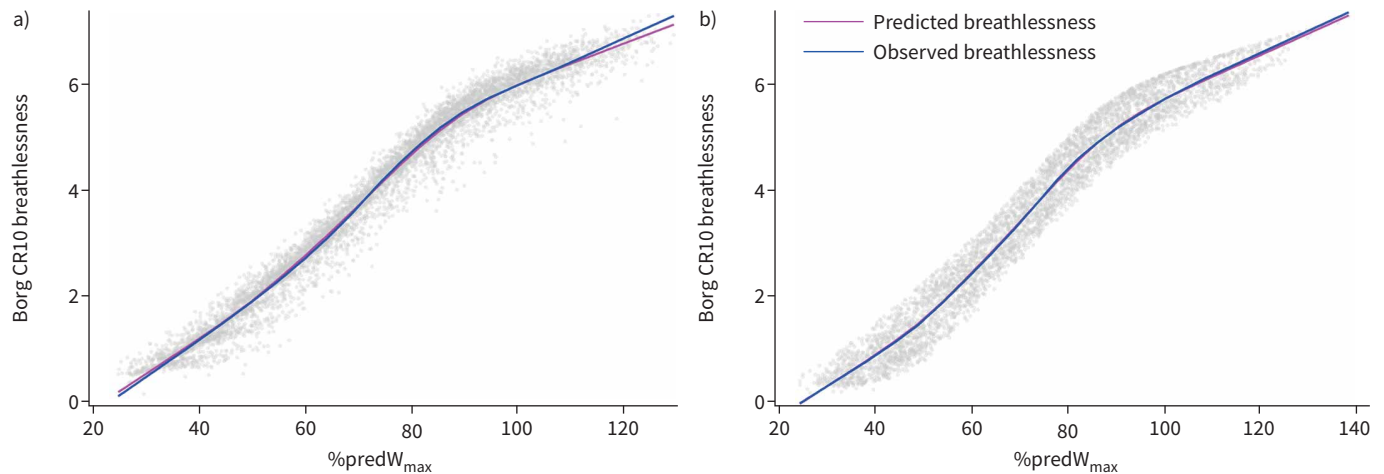 a)
Borg CR10 breathlessness
6
4
2
0
20 40 60 80 100 120
%predWmax
b)
Predicted breathlessness
Observed breathlessness
Borg CR10 breathlessness
6
4
2
0
20 40 60 80 100 120 140
%predWmax